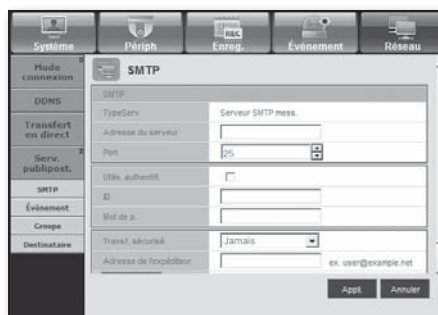 Système Périph Enreg. Événement Réseau
REC
Mode connexion
DDNS
Transfert en direct
Serv. publipost.
SMTP
Événement
Groupe
Destinataire
SMTP
SMTP
TypeServ Serveur SMTP mess.
Adresse du serveur
Port 25
Utilis. authentifi
ID
Mot de p.
Transf. sécurisé Jamais
Adresse de l'expéditeur ex. user@example.net
Appl. Annuler